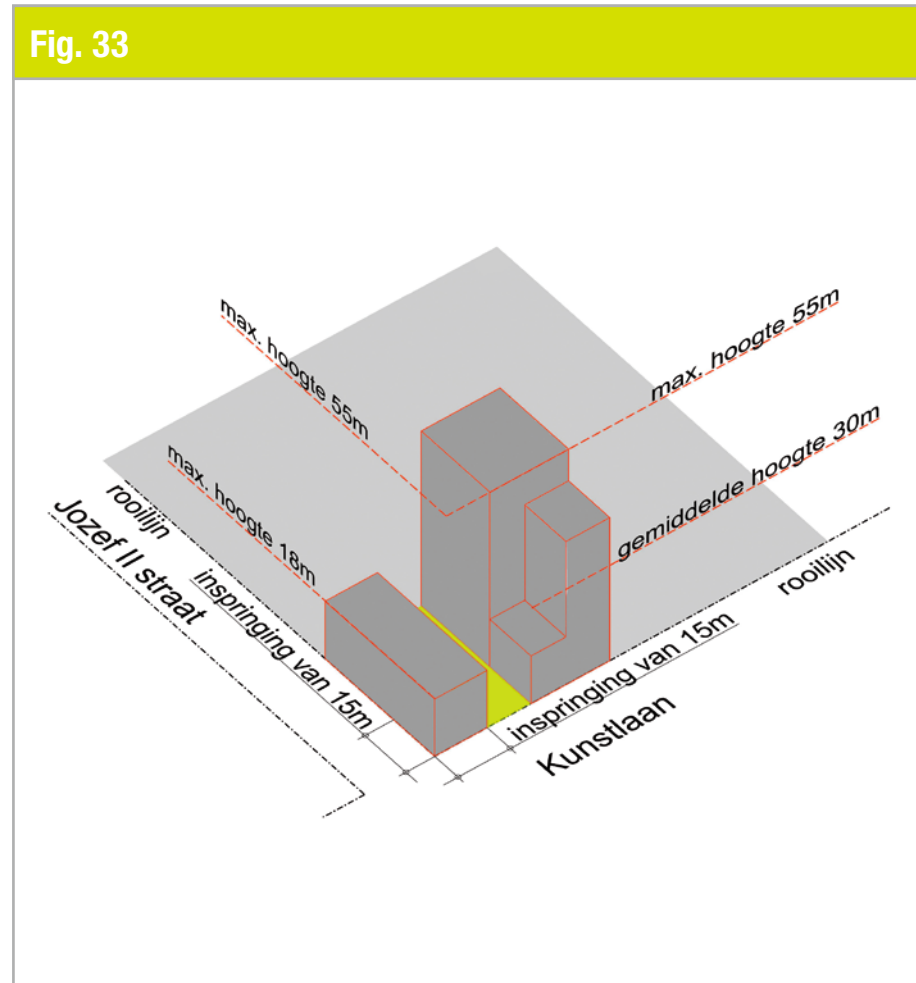 Fig. 33
max. hoogte 55m
max. hoogte 55m
max. hoogte 18m
gemiddelde hoogte 30m
rooilijn
Jozef II straat
inspringing van 15m
rooilijn
inspringing van 15m
Kunstlaan